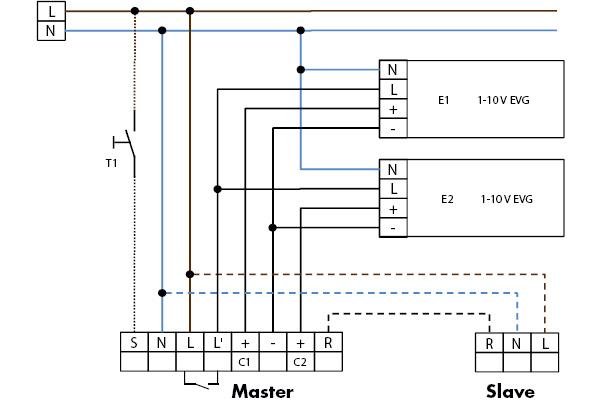 L
N
N
L
+
-
E1 1-10 V EVG
N
L
+
-
E2 1-10 V EVG
T1
S N L L' + - + R
C1 C2
R N L
Master
Slave